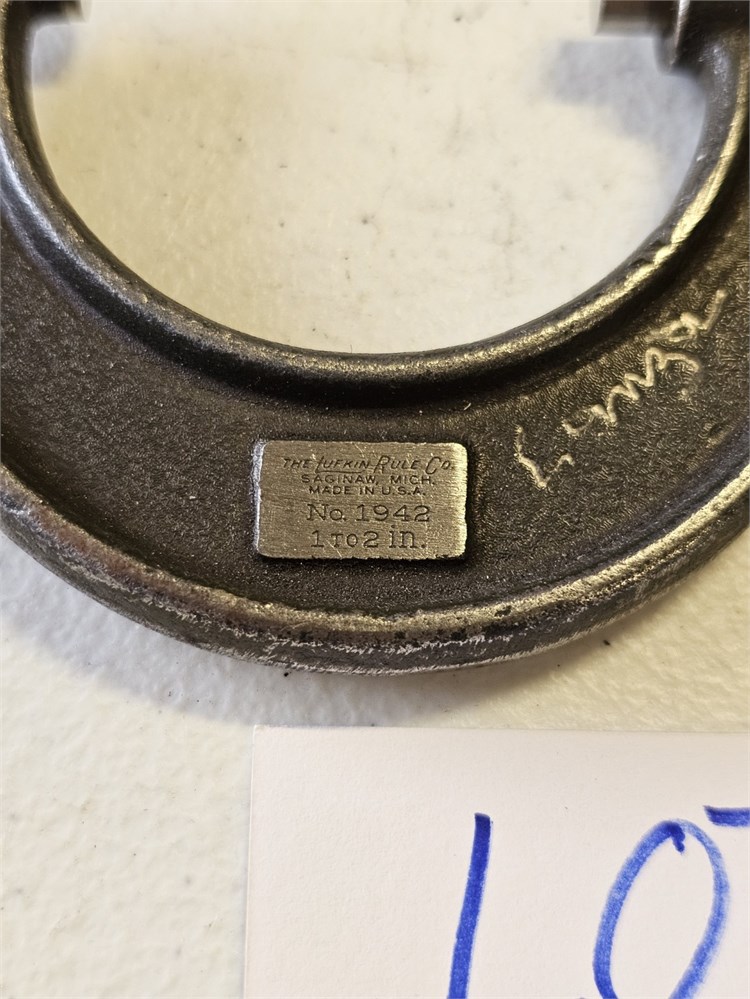 THE LUFKIN RULE CO.
SAGINAW, MICH.
MADE IN U.S.A.
No. 1942
1 TO 2 in.